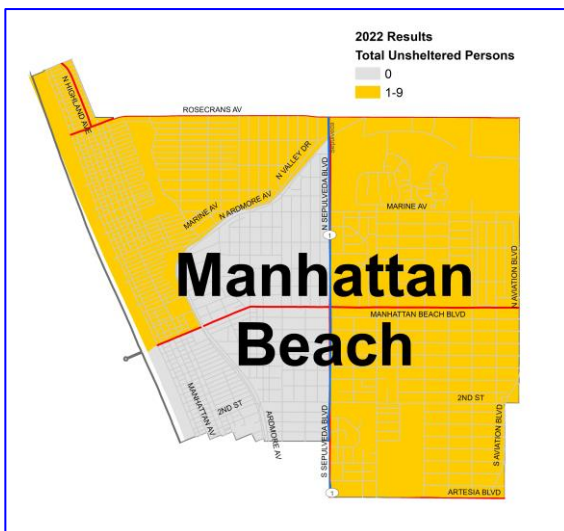 2022 Results
Total Unsheltered Persons
0
1-9
N HIGHLAND AVE
ROSECRANS AV
N VALLEY DR
N SEPULVEDA BLVD
MARINE AV
N ARDMORE AV
1
MARINE AV
N AVIATION BLVD
Manhattan
MANHATTAN BEACH BLVD
Beach
MANHATTAN AV
2ND ST
ARDMORE AV
S SEPULVEDA BLVD
2ND ST
S AVIATION BLVD
1
ARTESIA BLVD